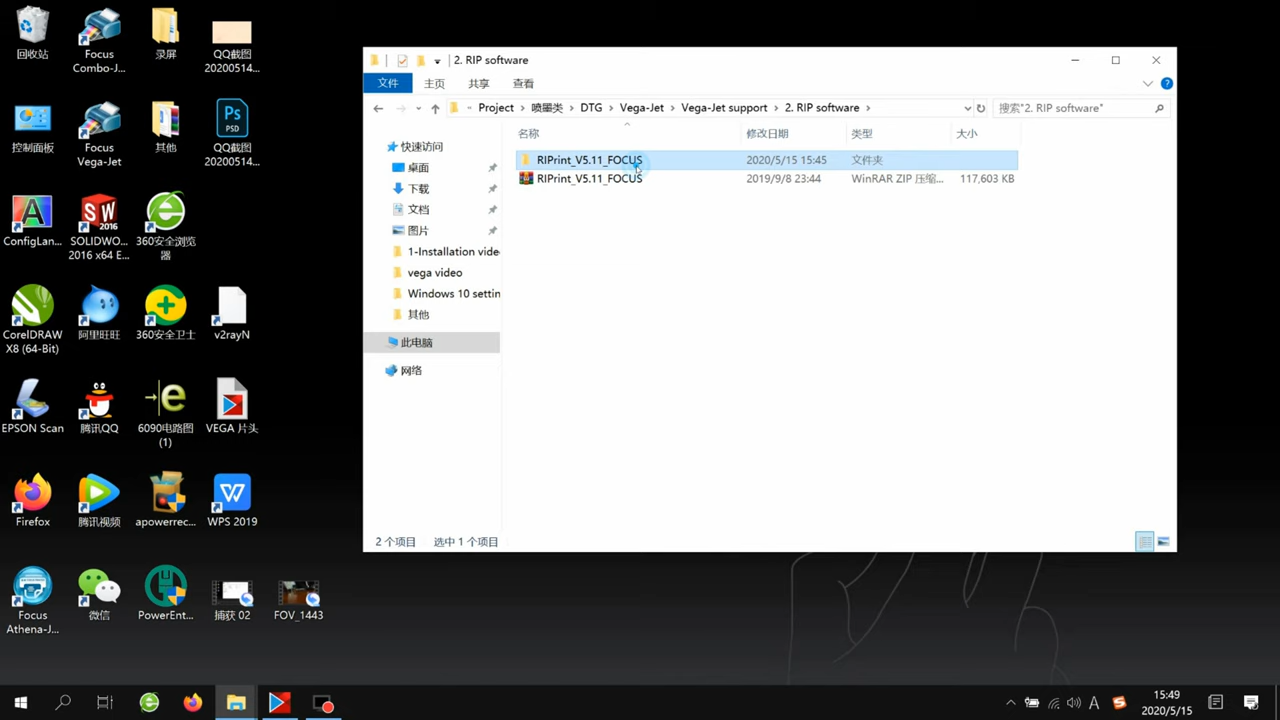 回收站
Focus
Combo-J...
录屏
QQ截图
20200514...
控制面板
Focus
Vega-Jet
其他
PS
PSD
QQ截图
20200514...
ConfigLan...
SOLIDWO...
2016 x64 E...
360安全浏览
器
CorelDRAW
X8 (64-Bit)
阿里旺旺
360安全卫士
v2rayN
EPSON Scan
腾讯QQ
6090电路图
(1)
VEGA 片头
Firefox
腾讯视频
apowerrec...
WPS 2019
Focus
Athena-J...
微信
PowerEnt...
捕获 02
FOV_1443
2. RIP software
文件
主页
共享
查看
Project
喷墨类
DTG
Vega-Jet
Vega-Jet support
2. RIP software
搜索"2. RIP software"
名称
修改日期
类型
大小
快速访问
桌面
下载
文档
图片
1-Installation vide
vega video
Windows 10 settin
其他
此电脑
网络
RIPrint_V5.11_FOCUS 2020/5/15 15:45 文件夹
RIPrint_V5.11_FOCUS 2019/9/8 23:44 WinRAR ZIP 压缩... 117,603 KB
2 个项目 选中 1 个项目
A
15:49
2020/5/15